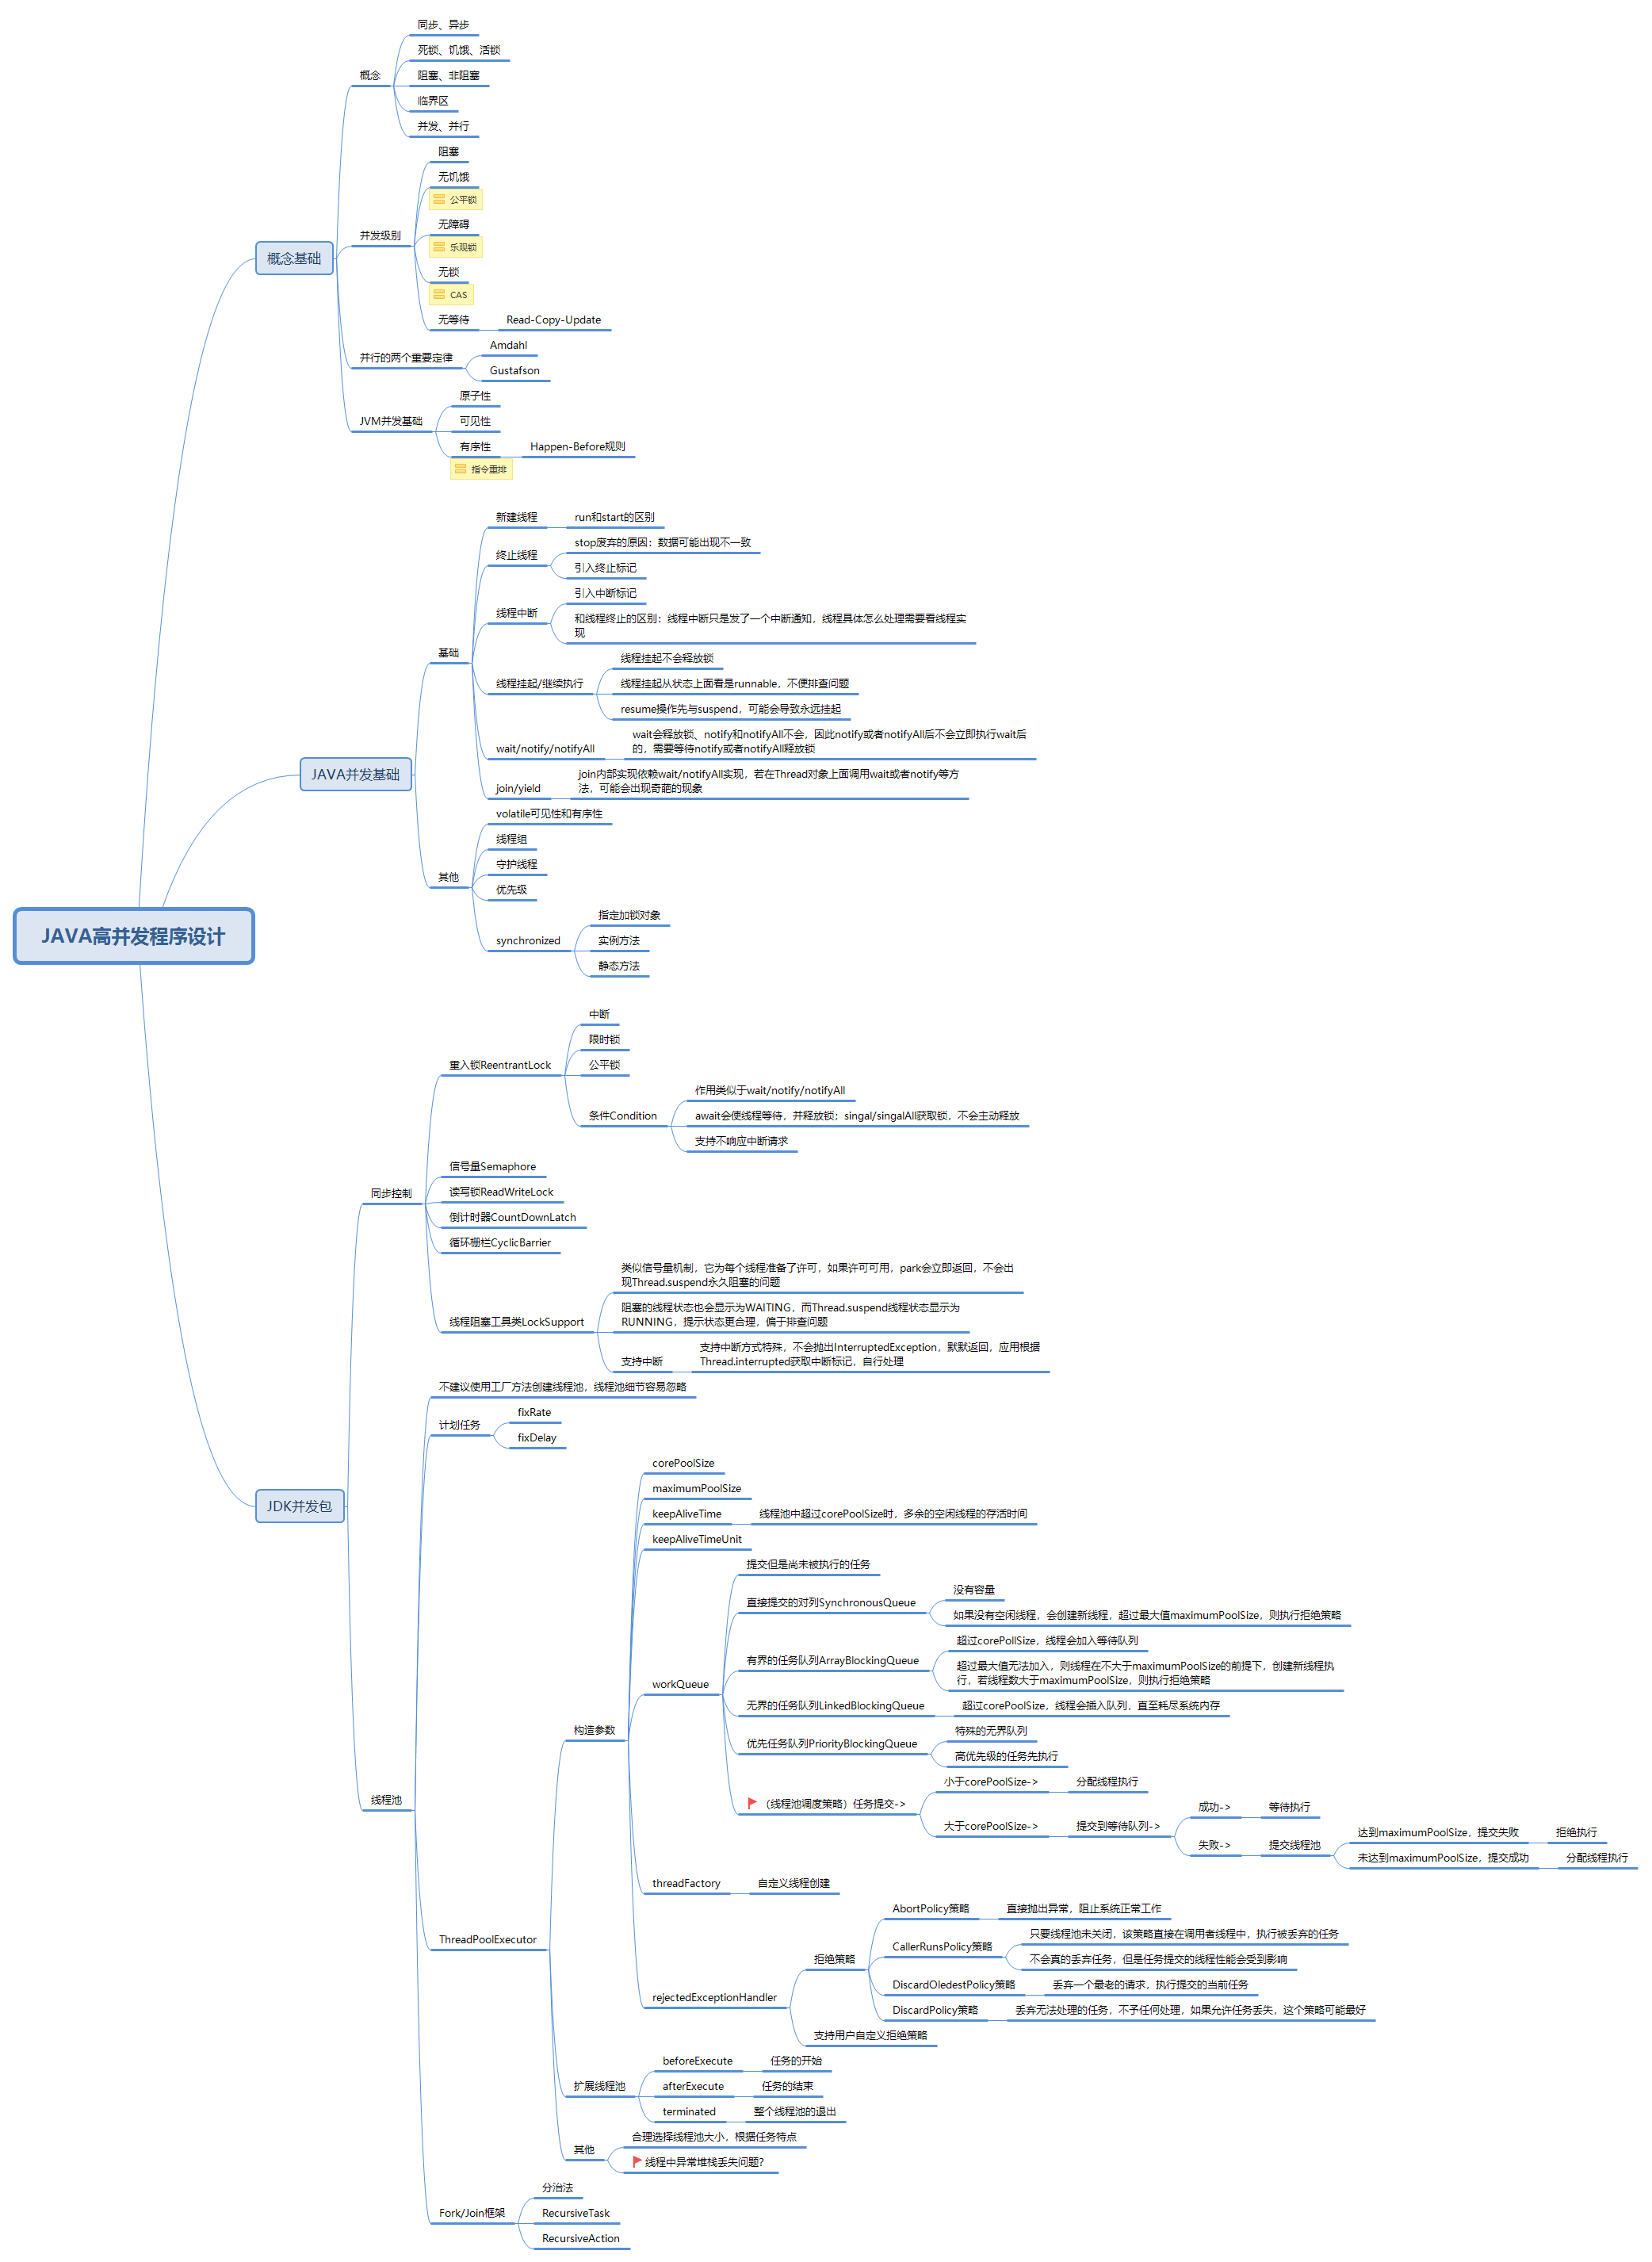 JAVA高并发程序设计
概念基础
概念
同步、异步
死锁、饥饿、活锁
阻塞、非阻塞
临界区
并发、并行
并发级别
阻塞
无饥饿
公平锁
无障碍
乐观锁
无锁
CAS
无等待
Read-Copy-Update
并行的两个重要定律
Amdahl
Gustafson
JVM并发基础
原子性
可见性
有序性
Happen-Before规则
指令重排
JAVA并发基础
基础
新建线程
run和start的区别
终止线程
stop废弃的原因：数据可能出现不一致
引入终止标记
线程中断
引入中断标记
和线程终止的区别：线程中断只是发了一个中断通知，线程具体怎么处理需要看线程实
现
线程挂起/继续执行
线程挂起不会释放锁
线程挂起从状态上面看是runnable，不便排查问题
resume操作先与suspend，可能会导致永远挂起
wait/notify/notifyAll
wait会释放锁、notify和notifyAll不会，因此notify或者notifyAll后不会立即执行wait后
的，需要等待notify或者notifyAll释放锁
join/yield
join内部实现依赖wait/notifyAll实现，若在Thread对象上面调用wait或者notify等方
法，可能会出现奇葩的现象
其他
volatile可见性和有序性
线程组
守护线程
优先级
synchronized
指定加锁对象
实例方法
静态方法
JDK并发包
同步控制
重入锁ReentrantLock
中断
限时锁
公平锁
条件Condition
作用类似于wait/notify/notifyAll
await会使线程等待，并释放锁；singal/singalAll获取锁，不会主动释放
支持不响应中断请求
信号量Semaphore
读写锁ReadWriteLock
倒计时器CountDownLatch
循环栅栏CyclicBarrier
线程阻塞工具类LockSupport
类似信号量机制，它为每个线程准备了许可，如果许可可用，park会立即返回，不会出
现Thread.suspend永久阻塞的问题
阻塞的线程状态也会显示为WAITING，而Thread.suspend线程状态显示为
RUNNING，提示状态更合理，偏于排查问题
支持中断
支持中断方式特殊，不会抛出InterruptedException，默默返回，应用根据
Thread.interrupted获取中断标记，自行处理
线程池
不建议使用工厂方法创建线程池，线程池细节容易忽略
计划任务
fixRate
fixDelay
ThreadPoolExecutor
构造参数
corePoolSize
maximumPoolSize
keepAliveTime
线程池中超过corePoolSize时，多余的空闲线程的存活时间
keepAliveTimeUnit
workQueue
提交但是尚未被执行的任务
直接提交的对列SynchronousQueue
没有容量
如果没有空闲线程，会创建新线程，超过最大值maximumPoolSize，则执行拒绝策略
有界的任务队列ArrayBlockingQueue
超过corePollSize，线程会加入等待队列
超过最大值无法加入，则线程在不大于maximumPoolSize的前提下，创建新线程执
行，若线程数大于maximumPoolSize，则执行拒绝策略
无界的任务队列LinkedBlockingQueue
超过corePoolSize，线程会插入队列，直至耗尽系统内存
优先任务队列PriorityBlockingQueue
特殊的无界队列
高优先级的任务先执行
（线程池调度策略）任务提交->
小于corePoolSize->
分配线程执行
大于corePoolSize->
提交到等待队列->
成功->
等待执行
失败->
提交线程池
达到maximumPoolSize，提交失败
拒绝执行
未达到maximumPoolSize，提交成功
分配线程执行
threadFactory
自定义线程创建
rejectedExceptionHandler
拒绝策略
AbortPolicy策略
直接抛出异常，阻止系统正常工作
CallerRunsPolicy策略
只要线程池未关闭，该策略直接在调用者线程中，执行被丢弃的任务
不会真的丢弃任务，但是任务提交的线程性能会受到影响
DiscardOledestPolicy策略
丢弃一个最老的请求，执行提交的当前任务
DiscardPolicy策略
丢弃无法处理的任务，不予任何处理，如果允许任务丢失，这个策略可能最好
支持用户自定义拒绝策略
扩展线程池
beforeExecute
任务的开始
afterExecute
任务的结束
terminated
整个线程池的退出
其他
合理选择线程池大小，根据任务特点
线程中异常堆栈丢失问题？
Fork/Join框架
分治法
RecursiveTask
RecursiveAction